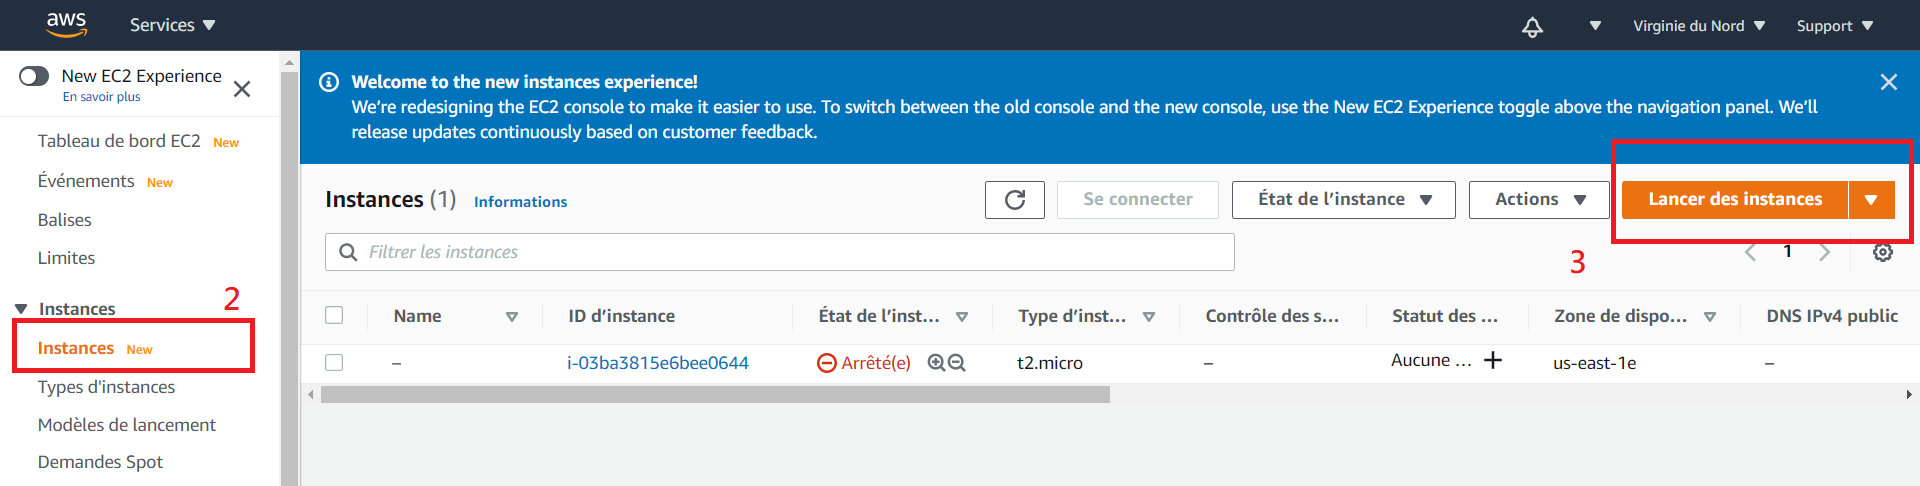 aws Services Virginie du Nord Support
New EC2 Experience
En savoir plus
Tableau de bord EC2 New
Événements New
Balises
Limites
Instances
2
Instances New
Types d'instances
Modèles de lancement
Demandes Spot
Welcome to the new instances experience!
We're redesigning the EC2 console to make it easier to use. To switch between the old console and the new console, use the New EC2 Experience toggle above the navigation panel. We'll
release updates continuously based on customer feedback.
Instances (1) Informations Se connecter État de l'instance Actions Lancer des instances
Filtrer les instances 3 1
Name ID d'instance État de l'inst... Type d'inst... Contrôle des s... Statut des ... Zone de dispo... DNS IPv4 public
– i-03ba3815e6bee0644 Arrêté(e) t2.micro – Aucune ... us-east-1e –